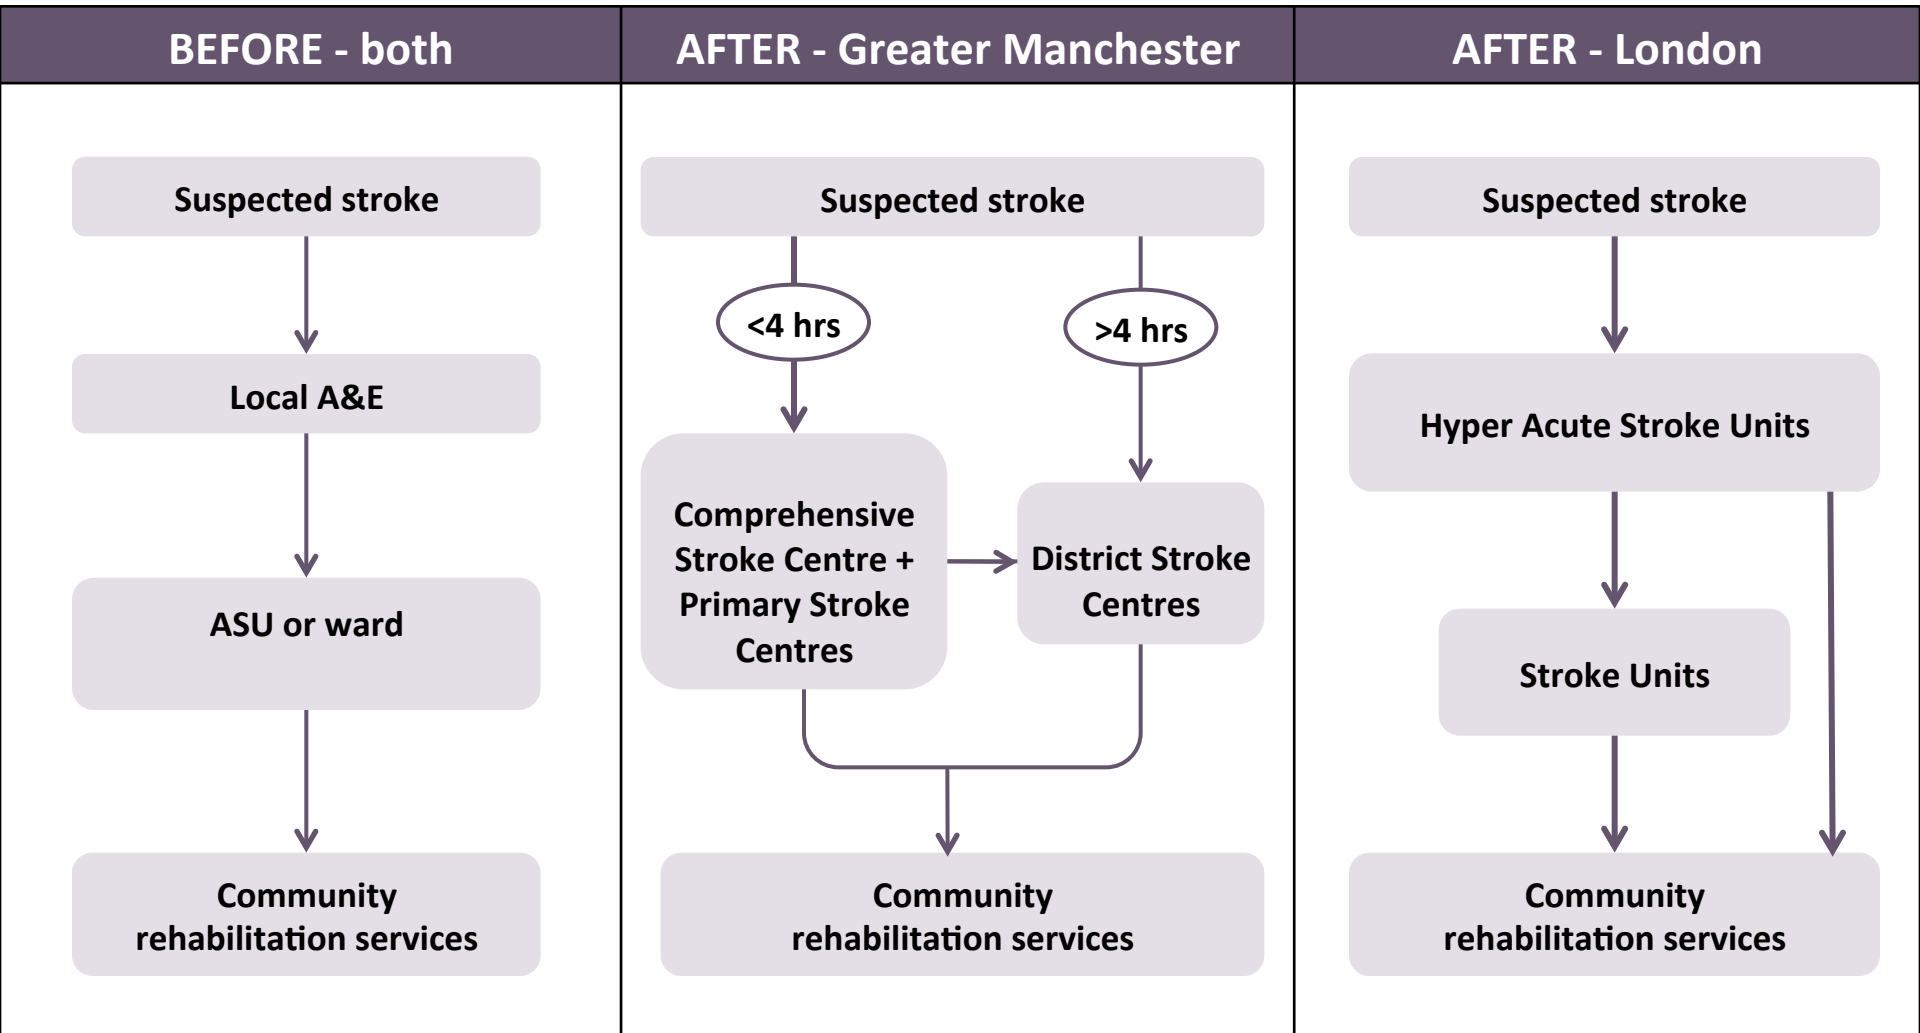 BEFORE - both
Suspected stroke
Local A&E
ASU or ward
Community
rehabilitation services
AFTER - Greater Manchester
Suspected stroke
<4 hrs
>4 hrs
Comprehensive
Stroke Centre +
Primary Stroke
Centres
District Stroke
Centres
Community
rehabilitation services
AFTER - London
Suspected stroke
Hyper Acute Stroke Units
Stroke Units
Community
rehabilitation services